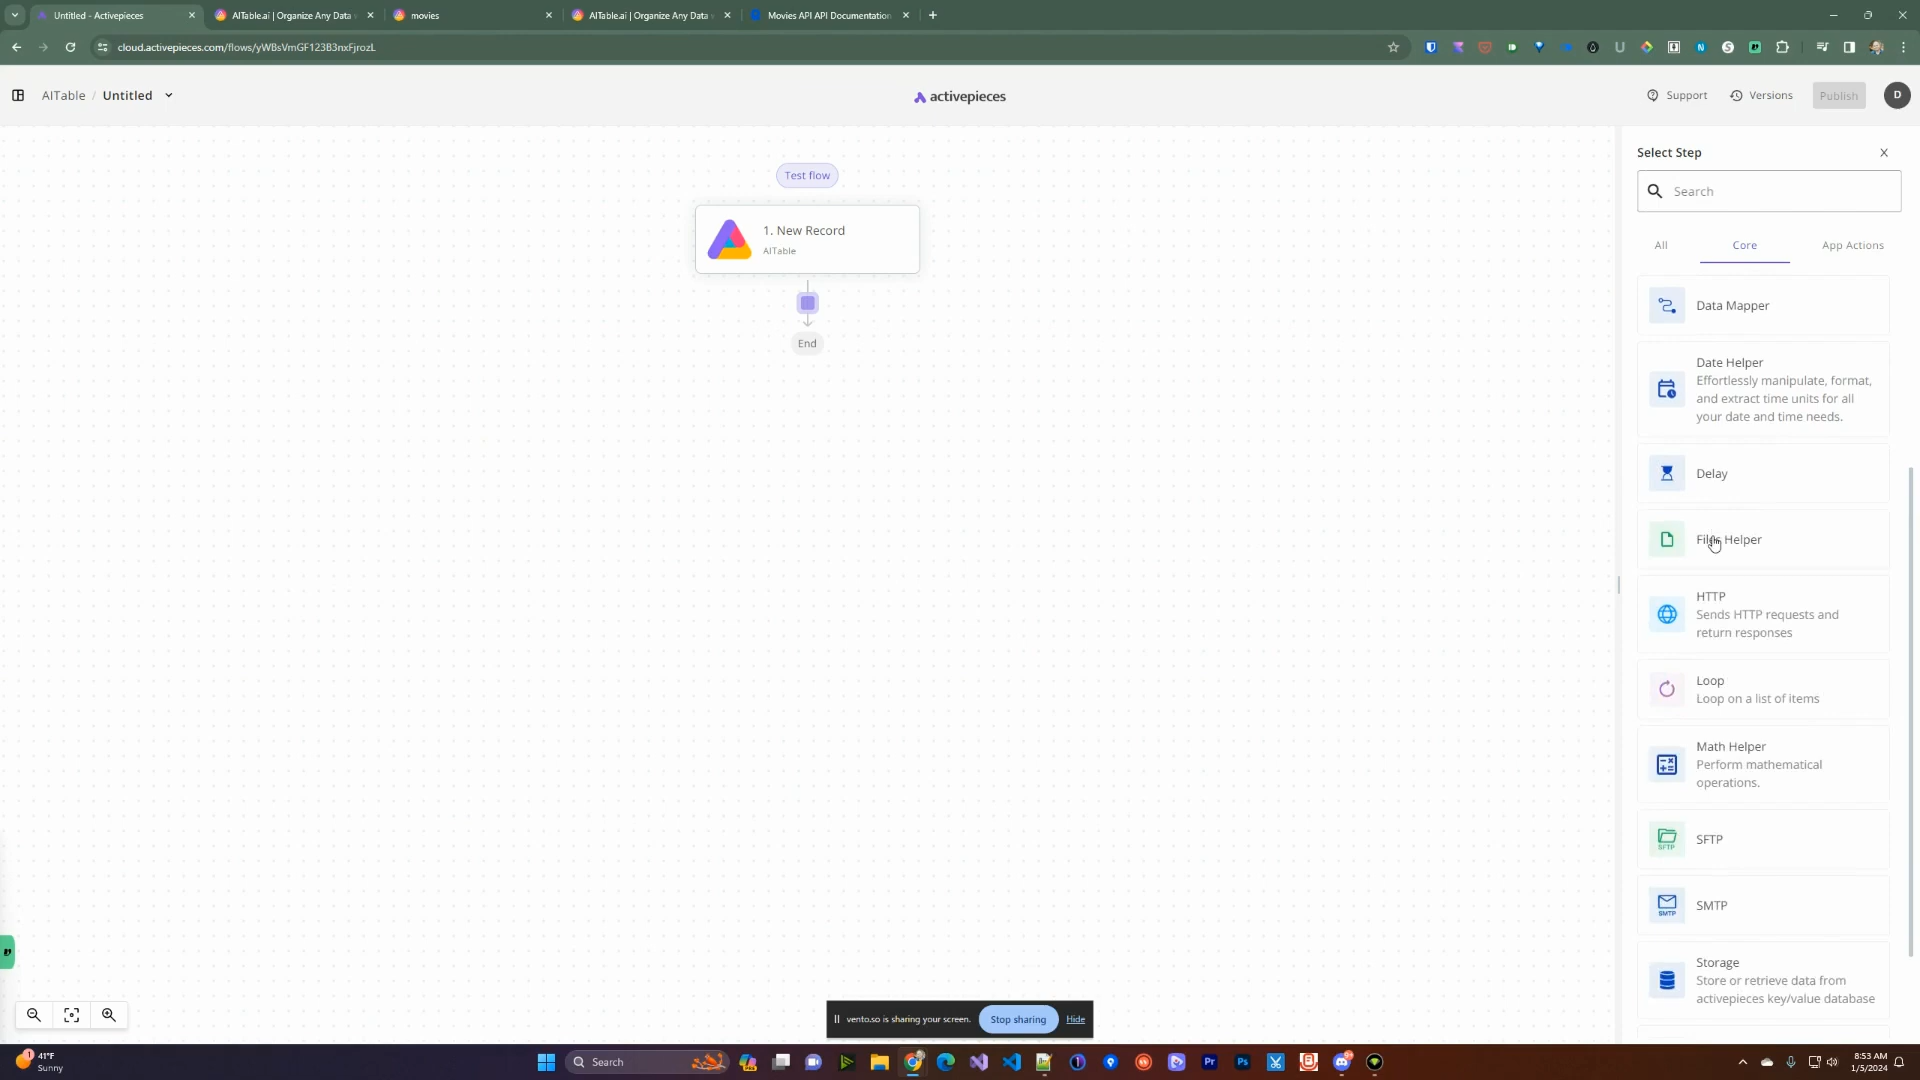 Untitled - Activepieces
AITable.ai | Organize Any Data
movies
AITable.ai | Organize Any Data
Movies API API Documentation
cloud.activepieces.com/flows/yWBsVmGF123B3nxFjrozL
AITable / Untitled
activepieces
Support
Versions
Publish
D
Test flow
1. New Record
AITable
End
Select Step
Search
All
Core
App Actions
Data Mapper
Date Helper
Effortlessly manipulate, format,
and extract time units for all
your date and time needs.
Delay
Files Helper
HTTP
Sends HTTP requests and
return responses
Loop
Loop on a list of items
Math Helper
Perform mathematical
operations.
SFTP
SFTP
SMTP
SMTP
Storage
Store or retrieve data from
activepieces key/value database
vento.so is sharing your screen.
Stop sharing
Hide
41°F
Sunny
Search
Pr
Ps
8:53 AM
1/5/2024